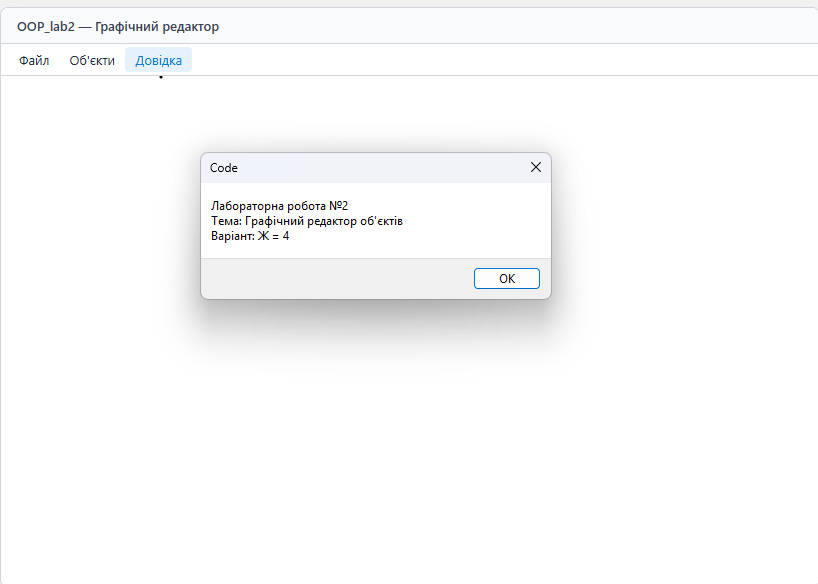 OOP_lab2 — Графічний редактор
Файл Об'єкти Довідка
Code
Лабораторна робота №2
Тема: Графічний редактор об'єктів
Варіант: Ж = 4
OK